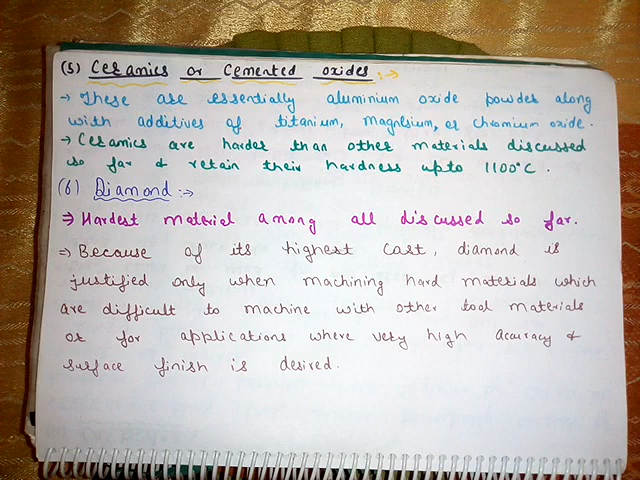 (5) Ceramics or Cemented oxides :→
→ These are essentially aluminium oxide powder along
with additives of titanium, magnesium, or chromium oxide.
→ Ceramics are harder than other materials discussed
so far & retain their hardness upto 1100°C.
(6) Diamond :→
⇒ Hardest material among all discussed so far.
⇒ Because of its highest cost, diamond is
justified only when machining hard materials which
are difficult to machine with other tool materials
or for applications where very high accuracy &
surface finish is desired.